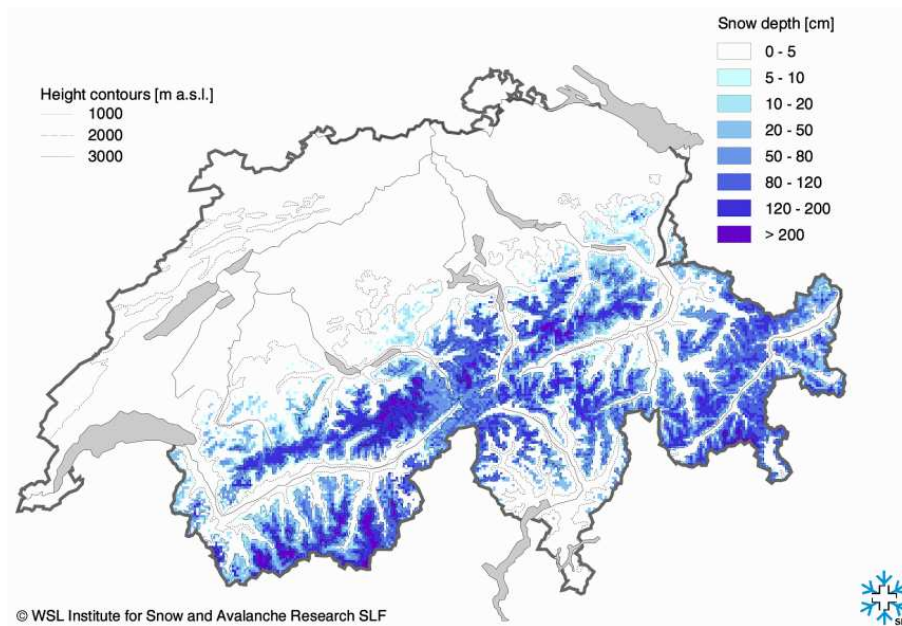 Snow depth [cm]
0 - 5
5 - 10
10 - 20
20 - 50
50 - 80
80 - 120
120 - 200
> 200
Height contours [m a.s.l.]
1000
2000
3000
© WSL Institute for Snow and Avalanche Research SLF